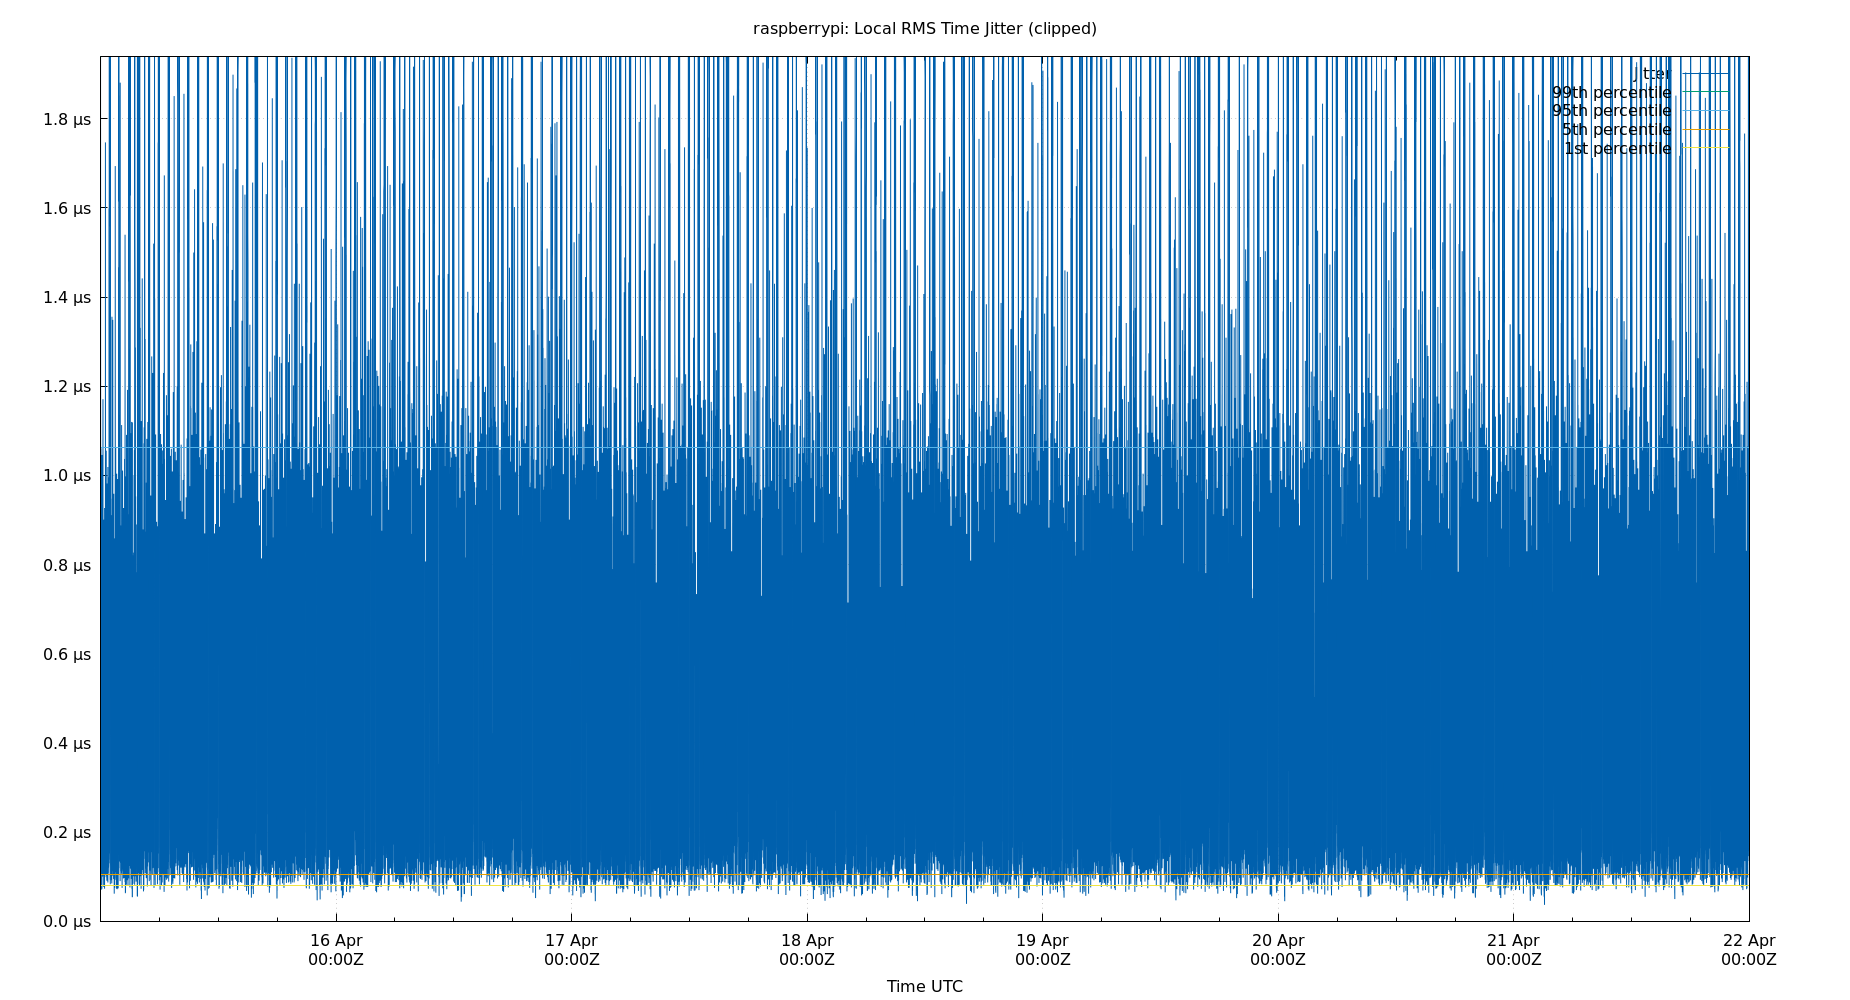 raspberrypi: Local RMS Time Jitter (clipped)
jitter
99th percentile
95th percentile
5th percentile
1st percentile
1.8 µs
1.6 µs
1.4 µs
1.2 µs
1.0 µs
0.8 µs
0.6 µs
0.4 µs
0.2 µs
0.0 µs
16 Apr 17 Apr 18 Apr 19 Apr 20 Apr 21 Apr 22 Apr
00:00Z 00:00Z 00:00Z 00:00Z 00:00Z 00:00Z 00:00Z
Time UTC